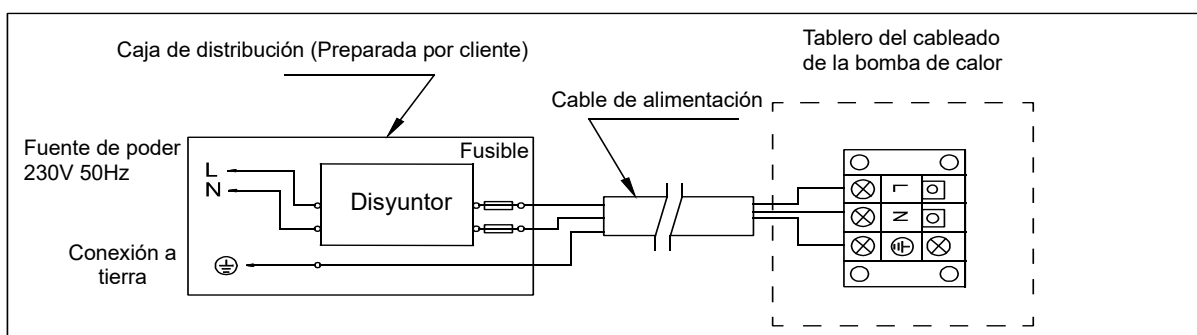 Caja de distribución (Preparada por cliente)
Tablero del cableado
de la bomba de calor
Cable de alimentación
Fuente de poder
230V 50Hz
Fusible
L
N
Disyuntor
Conexión a
tierra
L
N